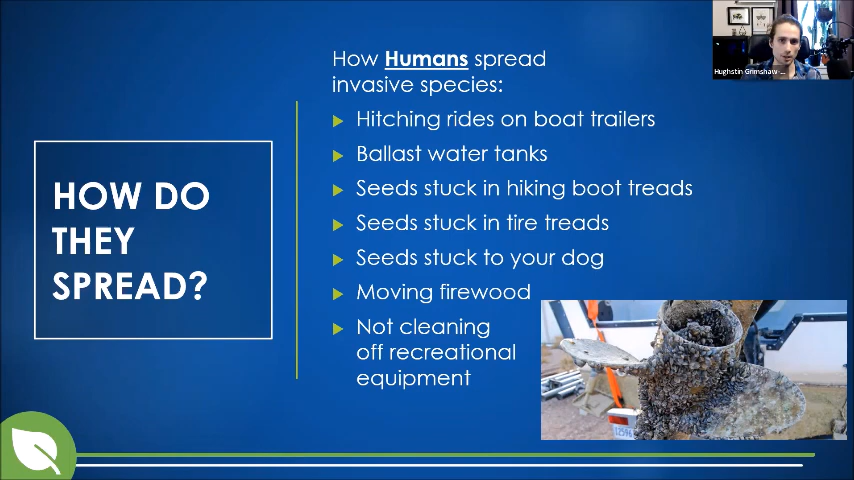 How Humans spread
invasive species:
Hitching rides on boat trailers
Ballast water tanks
Seeds stuck in hiking boot treads
Seeds stuck in tire treads
Seeds stuck to your dog
Moving firewood
Not cleaning
off recreational
equipment
HOW DO
THEY
SPREAD?
Hughstin Grimshaw-...